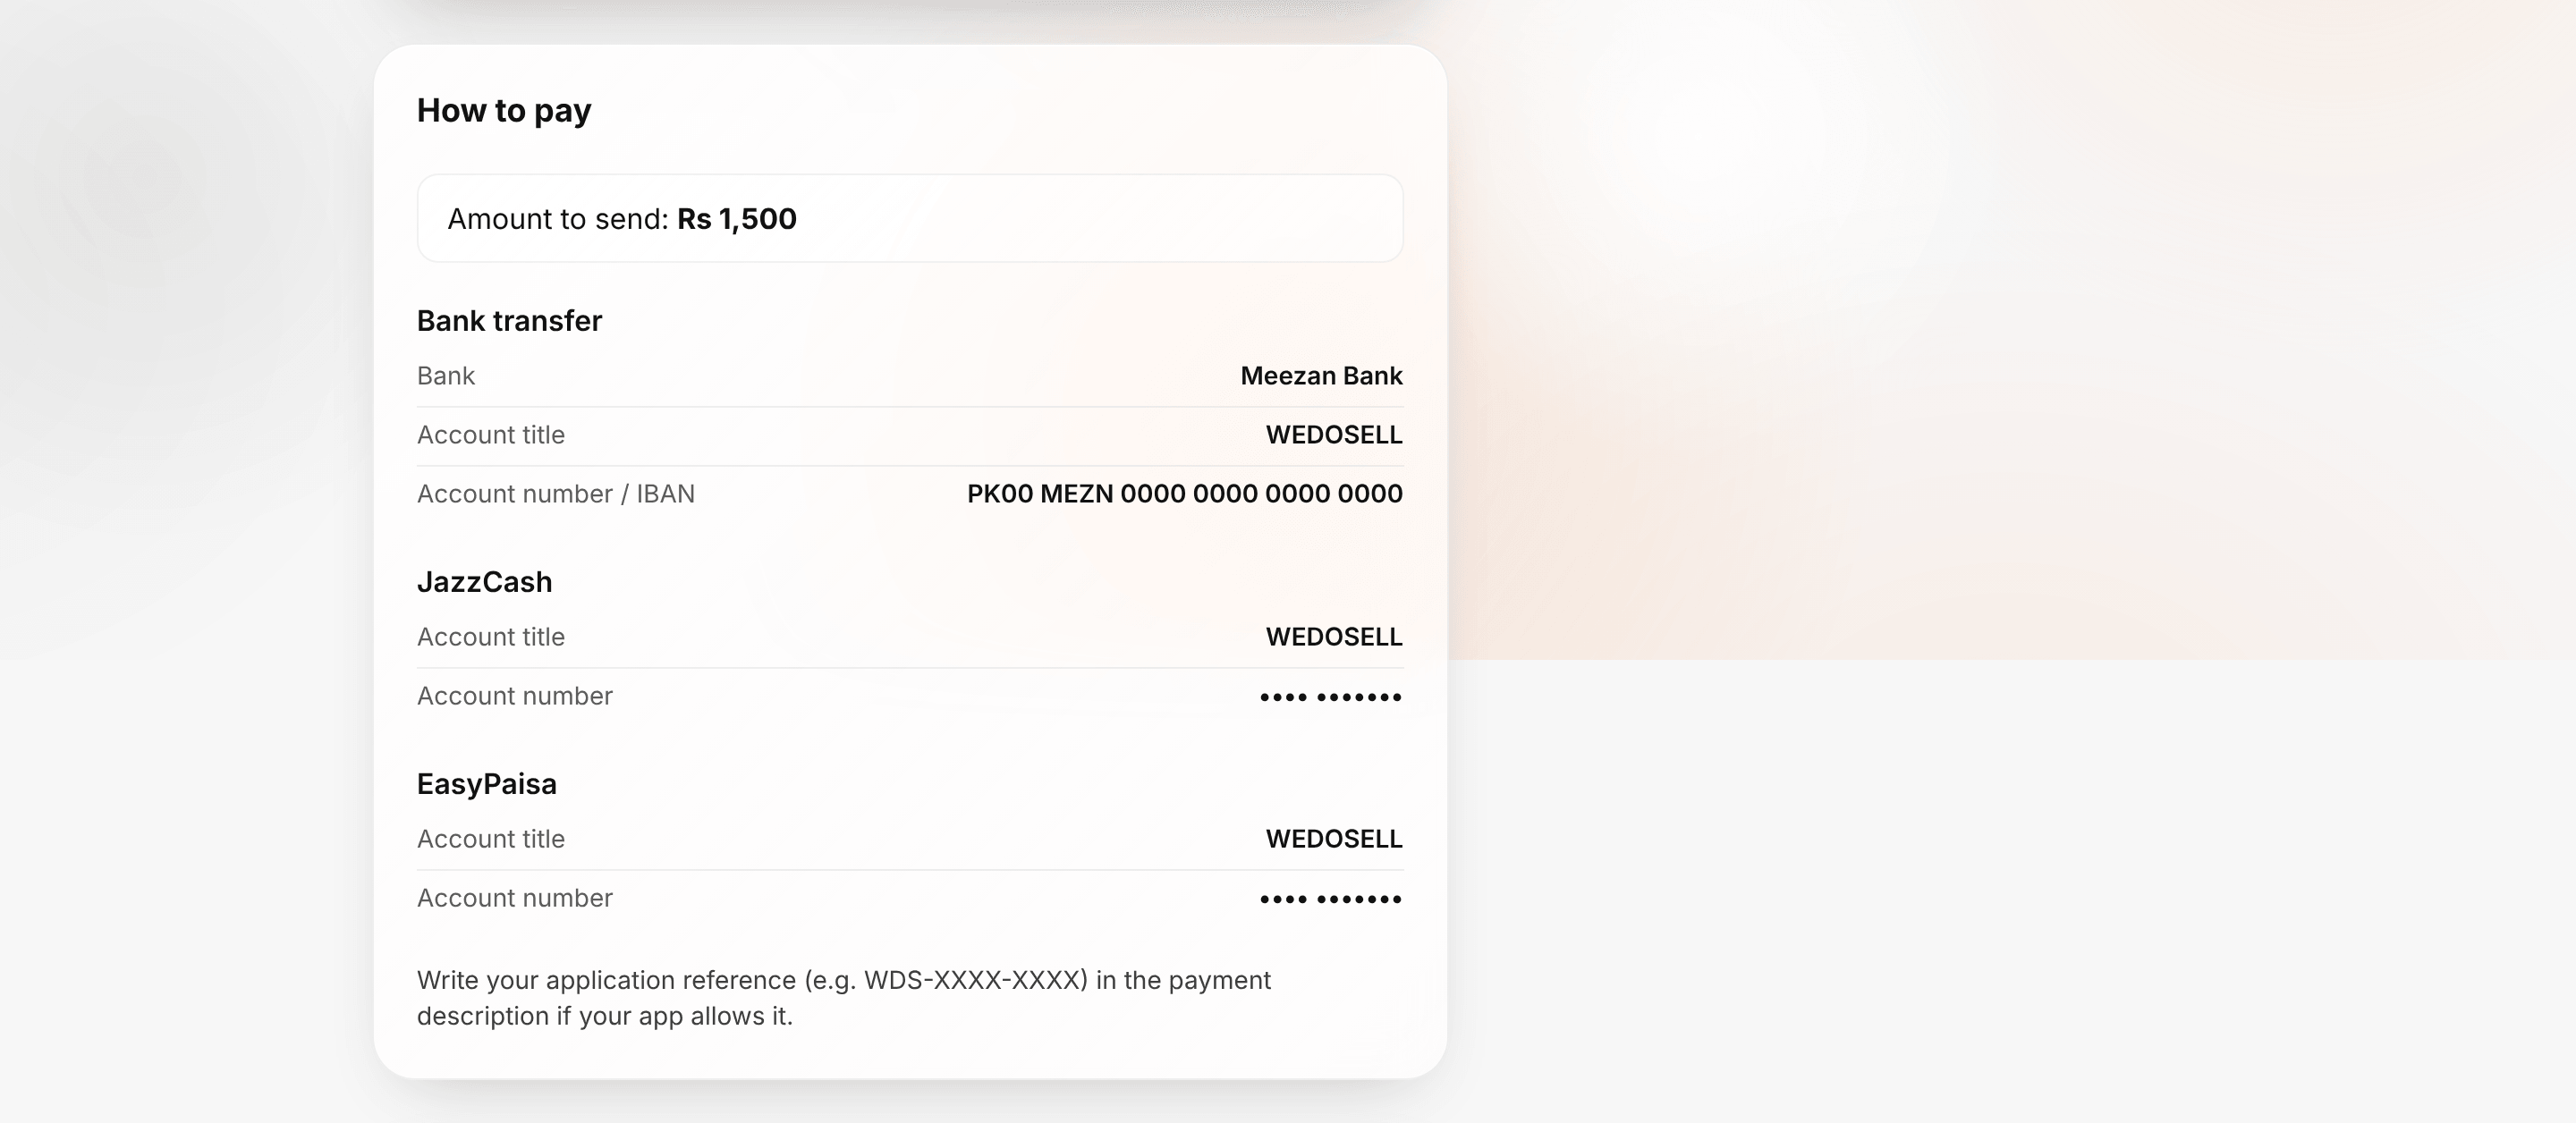 How to pay
Amount to send: Rs 1,500
Bank transfer
Bank Meezan Bank
Account title WEDOSELL
Account number / IBAN PK00 MEZN 0000 0000 0000 0000
JazzCash
Account title WEDOSELL
Account number •••• •••••••
EasyPaisa
Account title WEDOSELL
Account number •••• •••••••
Write your application reference (e.g. WDS-XXXX-XXXX) in the payment
description if your app allows it.